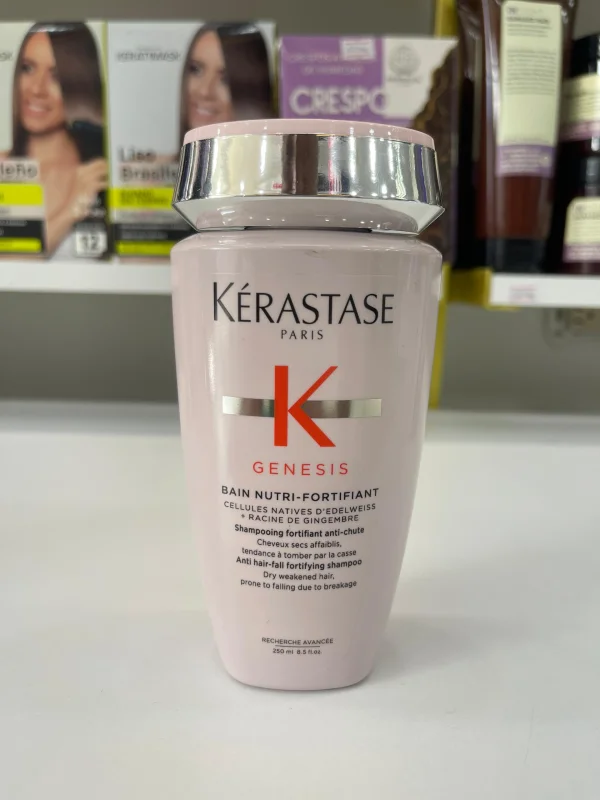 KÉRASTASE
PARIS
K
GENESIS
BAIN NUTRI-FORTIFIANT
CELLULES NATIVES D'EDELWEISS
+ RACINE DE GINGEMBRE
Shampooing fortifiant anti-chute
Cheveux secs affaiblis,
tendance à tomber par la casse
Anti hair-fall fortifying shampoo
Dry weakened hair,
prone to falling due to breakage
RECHERCHE AVANCÉE
250 ml 8.5 fl.oz.
Liso
CRESPO
12